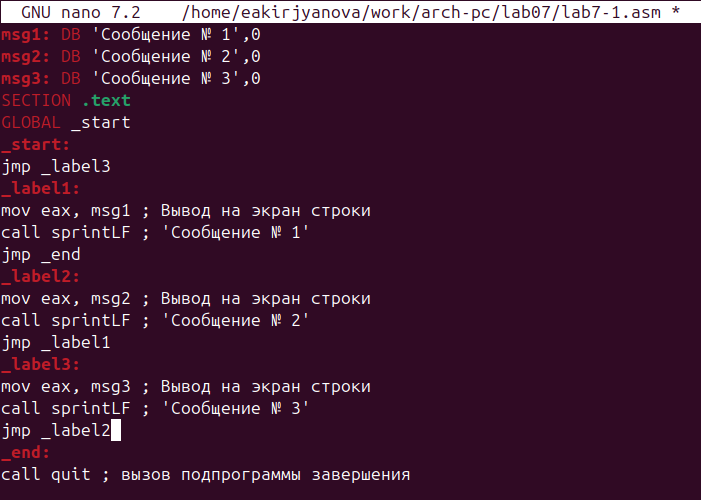 GNU nano 7.2 /home/eakirjyanova/work/arch-pc/lab07/lab7-1.asm *
msg1: DB 'Сообщение № 1',0
msg2: DB 'Сообщение № 2',0
msg3: DB 'Сообщение № 3',0
SECTION .text
GLOBAL _start
_start:
jmp _label3
_label1:
mov eax, msg1 ; Вывод на экран строки
call sprintLF ; 'Сообщение № 1'
jmp _end
_label2:
mov eax, msg2 ; Вывод на экран строки
call sprintLF ; 'Сообщение № 2'
jmp _label1
_label3:
mov eax, msg3 ; Вывод на экран строки
call sprintLF ; 'Сообщение № 3'
jmp _label2
_end:
call quit ; вызов подпрограммы завершения